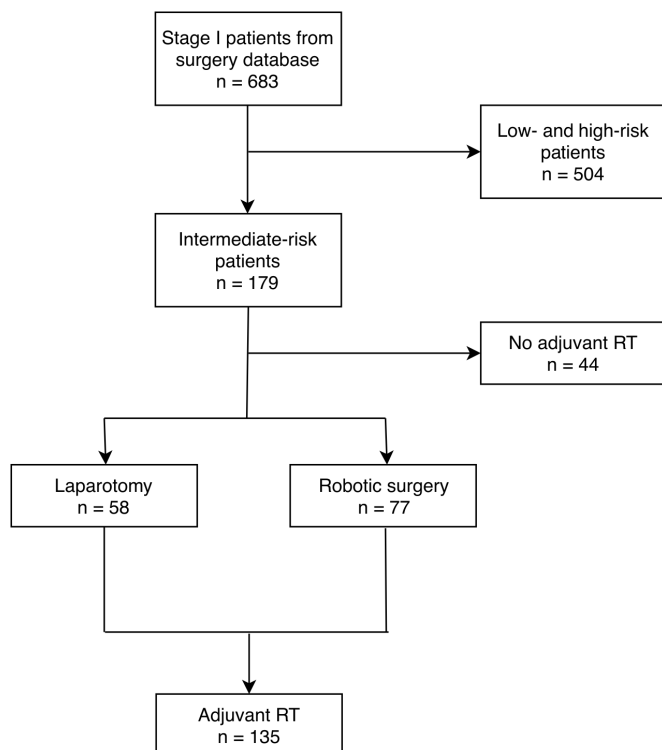 Stage I patients from
surgery database
n = 683
Low- and high-risk
patients
n = 504
Intermediate-risk
patients
n = 179
No adjuvant RT
n = 44
Laparotomy
n = 58
Robotic surgery
n = 77
Adjuvant RT
n = 135